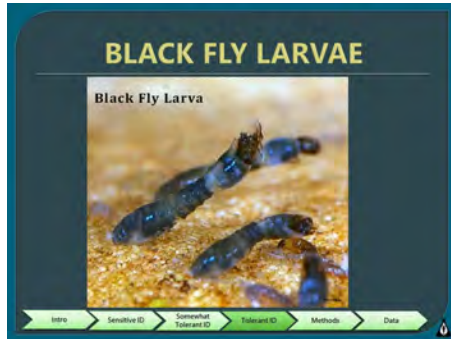 BLACK FLY LARVAE
Black Fly Larva
Intro
Sensitive ID
Somewhat
Tolerant ID
Tolerant ID
Methods
Data